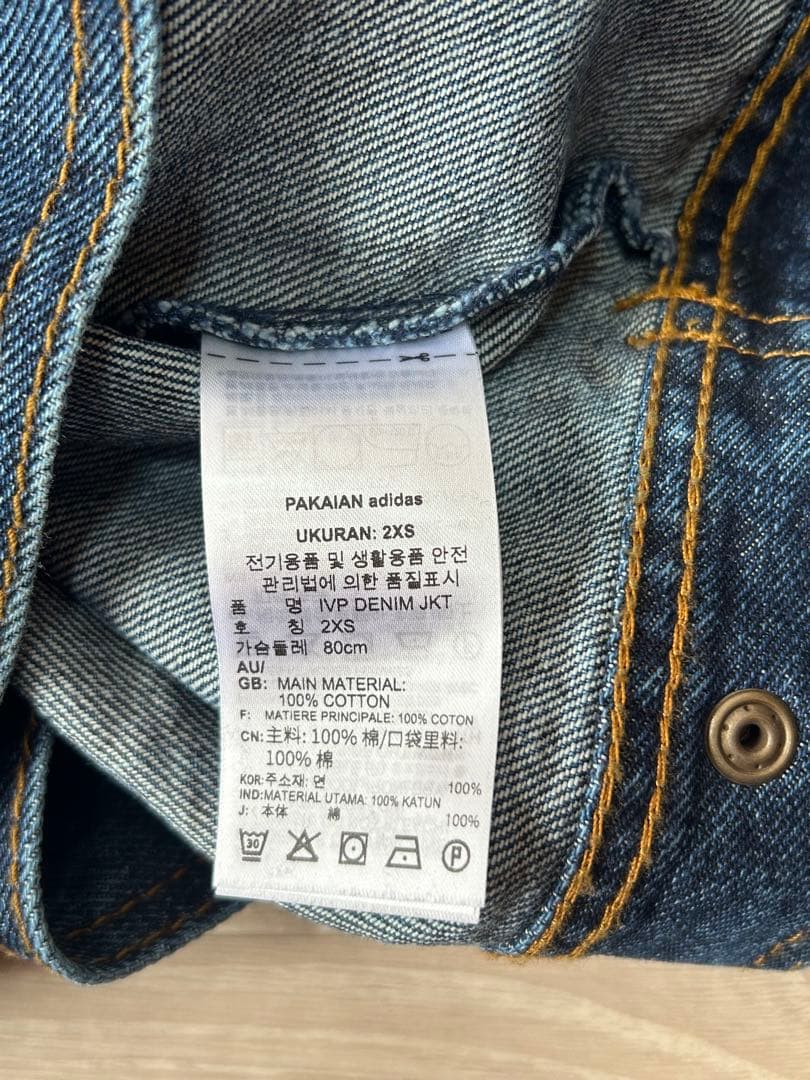 PAKAIAN adidas
UKURAN: 2XS
전기용품 및 생활용품 안전
관리법에 의한 품질표시
품 명 IVP DENIM JKT
호 칭 2XS
가슴둘레 80cm
AU/
GB: MAIN MATERIAL:
100% COTTON
F: MATIERE PRINCIPALE: 100% COTON
CN:主料: 100% 棉/口袋里料:
100% 棉
KOR:주소재: 면 100%
IND:MATERIAL UTAMA: 100% KATUN
J: 本体 綿 100%
30
P